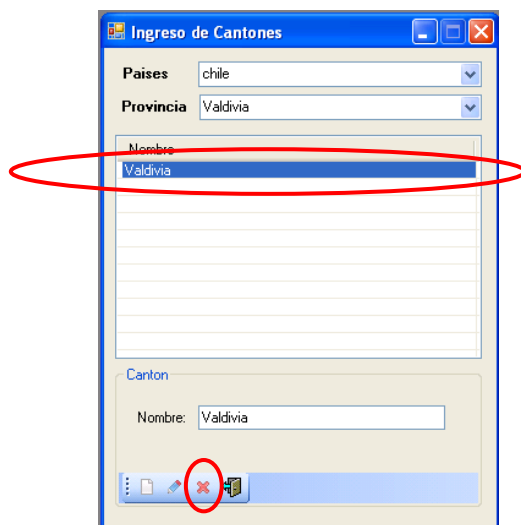 Ingreso de Cantones
Paises chile
Provincia Valdivia
Nombre
Valdivia
Canton
Nombre: Valdivia